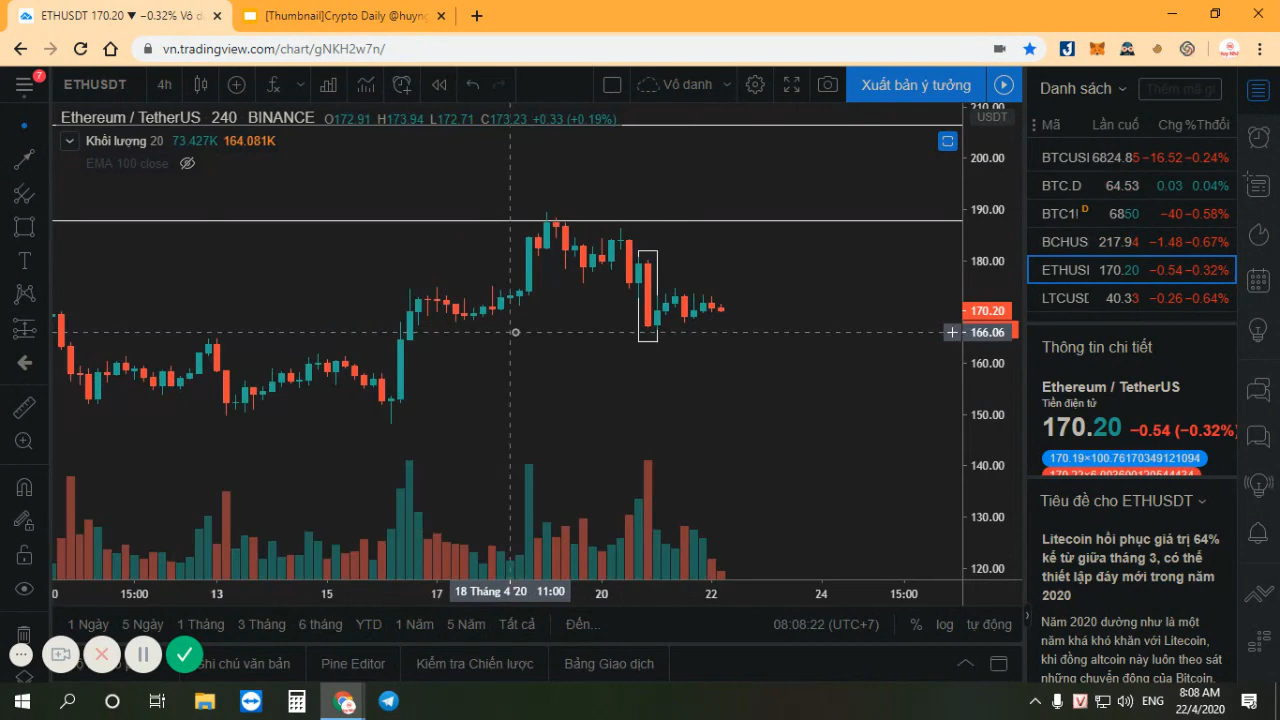 ETHUSDT 170.20 ▼ −0.32% Vô d
[Thumbnail]Crypto Daily @huyn
vn.tradingview.com/chart/gNKH2w7n/
7
ETHUSDT 4h Vô danh Xuất bản ý tưởng
Ethereum / TetherUS 240 BINANCE O172.91 H173.94 L172.71 C173.23 +0.33 (+0.19%)
Khối lượng 20 73.427K 164.081K
EMA 100 close
210.00
USDT
200.00
190.00
180.00
170.20
166.06
160.00
150.00
140.00
130.00
120.00
15:00 13 15:00 15 17 18 Tháng 4 '20 11:00 20 15:00 22 24 15:00
1 Ngày 5 Ngày 1 Tháng 3 Tháng 6 tháng YTD 1 Năm 5 Năm Tất cả Đến... 08:08:22 (UTC+7) % log tự động
Ghi chú văn bản Pine Editor Kiểm tra Chiến lược Bảng Giao dịch
Danh sách Thêm mã gi
Mã Lần cuố Chg %Thđổi
BTCUSI 6824.85 −16.52 −0.24%
BTC.D 64.53 0.03 0.04%
BTC1! D 6850 −40 −0.58%
BCHUS 217.94 −1.48 −0.67%
ETHUSI 170.20 −0.54 −0.32%
LTCUSD 40.33 −0.26 −0.64%
Thông tin chi tiết
Ethereum / TetherUS
Tiền điện tử
170.20 −0.54 (−0.32%)
170.19×100.76170349121094
Tiêu đề cho ETHUSDT
Litecoin hồi phục giá trị 64%
kể từ giữa tháng 3, có thể
thiết lập đáy mới trong năm
2020
Năm 2020 dường như là một
năm khá khó khăn với Litecoin,
khi đồng altcoin này luôn theo sát
những chuyển động của Bitcoin.
ENG
8:08 AM
22/4/2020